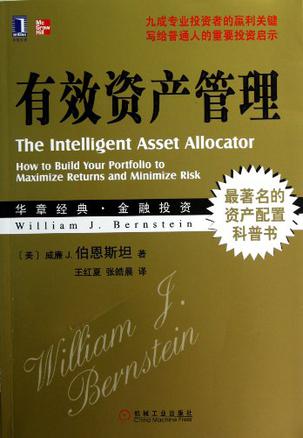 Mc
Graw
Hill
九成专业投资者的赢利关键
写给普通人的重要投资启示
有效资产管理
The Intelligent Asset Allocator
How to Build Your Portfolio to
Maximize Returns and Minimize Risk
华章经典·金融投资
William J. Bernstein
最著名的
资产配置
科普书
〔美〕威廉 J. 伯恩斯坦 著
王红夏 张皓晨 译
William J.
Bernstein
机械工业出版社
China Machine Press